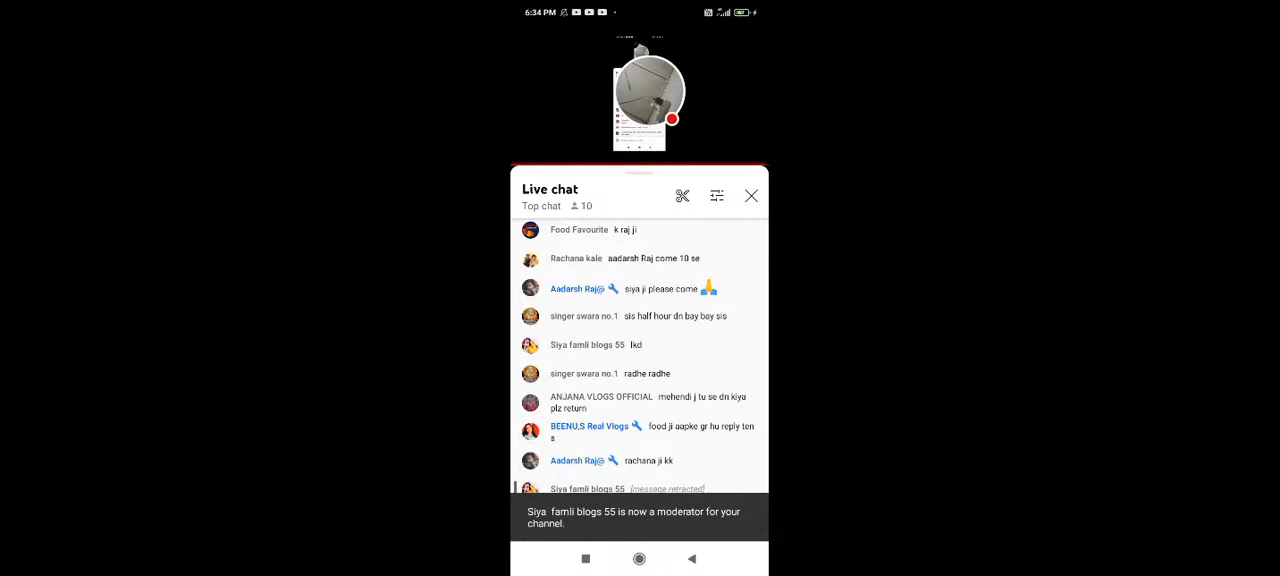 6:34 PM
Live chat
Top chat 10
Food Favourite k raj ji
Rachana kale aadarsh Raj come 10 se
Aadarsh Raj@ siya ji please come 🙏
singer swara no.1 sis half hour dn bay bay sis
Siya famli blogs 55 lkd
singer swara no.1 radhe radhe
ANJANA VLOGS OFFICIAL mehendi j tu se dn kiya
plz return
BEENU,S Real Vlogs food ji aapke gr hu reply ten
s
Aadarsh Raj@ rachana ji kk
Siya famli blogs 55 [message retracted]
Siya famli blogs 55 is now a moderator for your
channel.